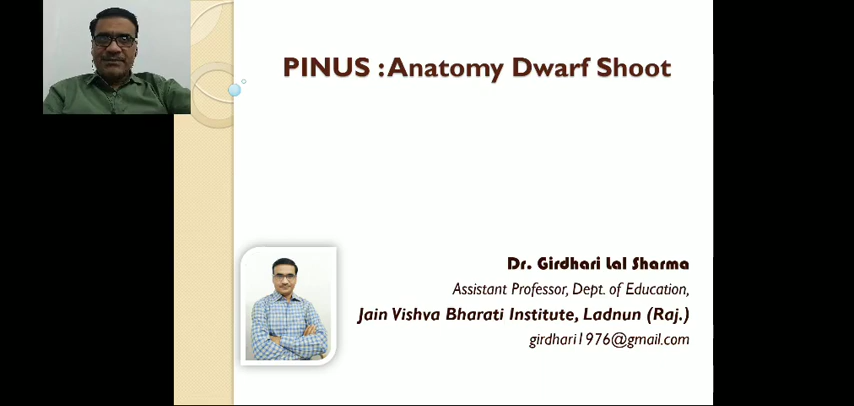 PINUS : Anatomy Dwarf Shoot
Dr. Girdhari Lal Sharma
Assistant Professor, Dept. of Education,
Jain Vishva Bharati Institute, Ladnun (Raj.)
girdhari1976@gmail.com